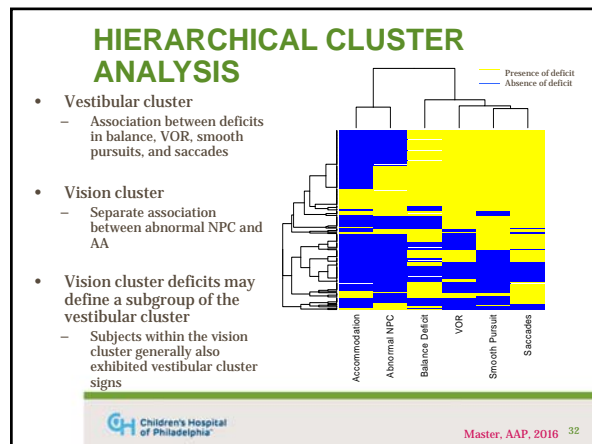 HIERARCHICAL CLUSTER
ANALYSIS
• Vestibular cluster
– Association between deficits
in balance, VOR, smooth
pursuits, and saccades
• Vision cluster
– Separate association
between abnormal NPC and
AA
• Vision cluster deficits may
define a subgroup of the
vestibular cluster
– Subjects within the vision
cluster generally also
exhibited vestibular cluster
signs
Presence of deficit
Absence of deficit
Accommodation
Abnormal NPC
Balance Deficit
VOR
Smooth Pursuit
Saccades
CH Children's Hospital
of Philadelphia
Master, AAP, 2016
32